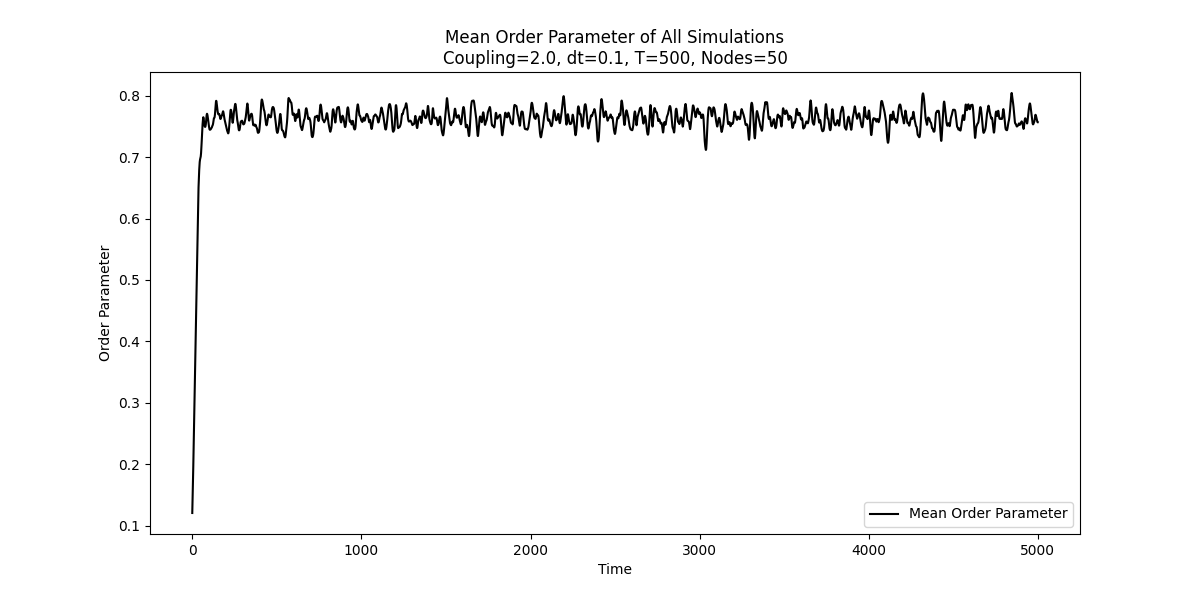 Mean Order Parameter of All Simulations
Coupling=2.0, dt=0.1, T=500, Nodes=50
0.8
0.7
0.6
0.5
0.4
0.3
0.2
0.1
Order Parameter
Mean Order Parameter
0 1000 2000 3000 4000 5000
Time